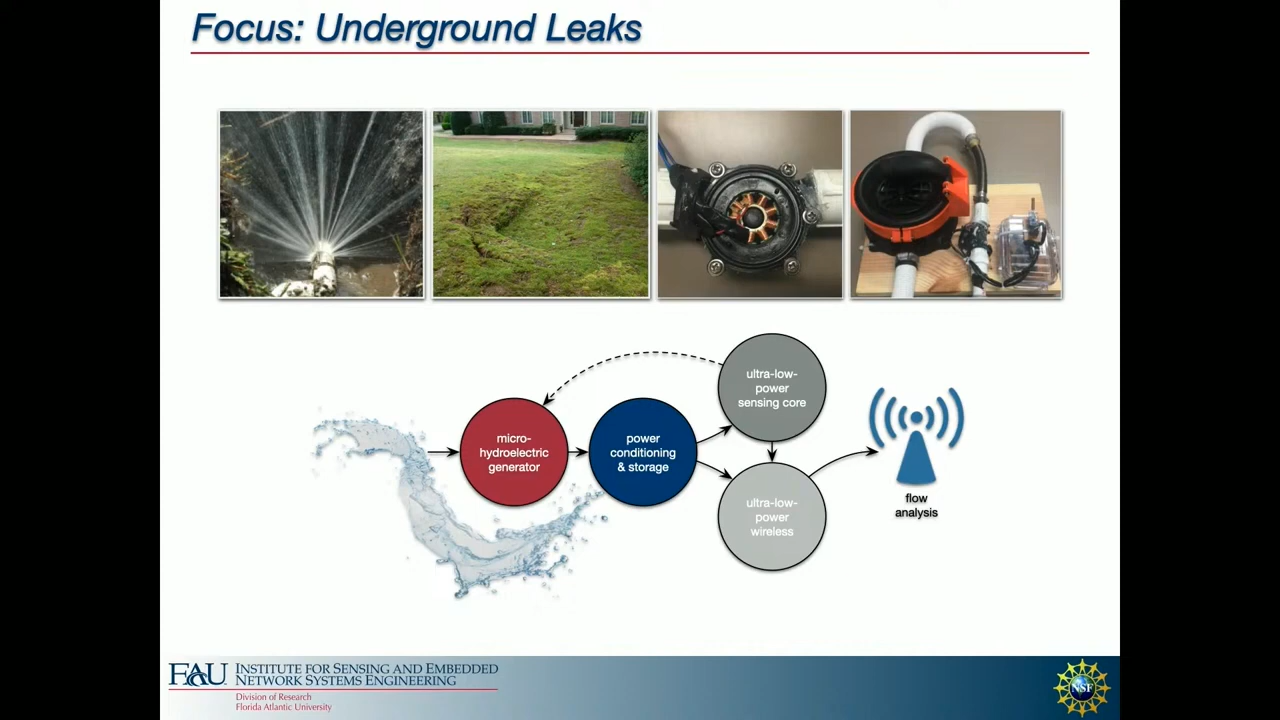 Focus: Underground Leaks
micro-
hydroelectric
generator
power
conditioning
& storage
ultra-low-
power
sensing core
ultra-low-
power
wireless
flow
analysis
FAU
INSTITUTE FOR SENSING AND EMBEDDED
NETWORK SYSTEMS ENGINEERING
Division of Research
Florida Atlantic University
NSF